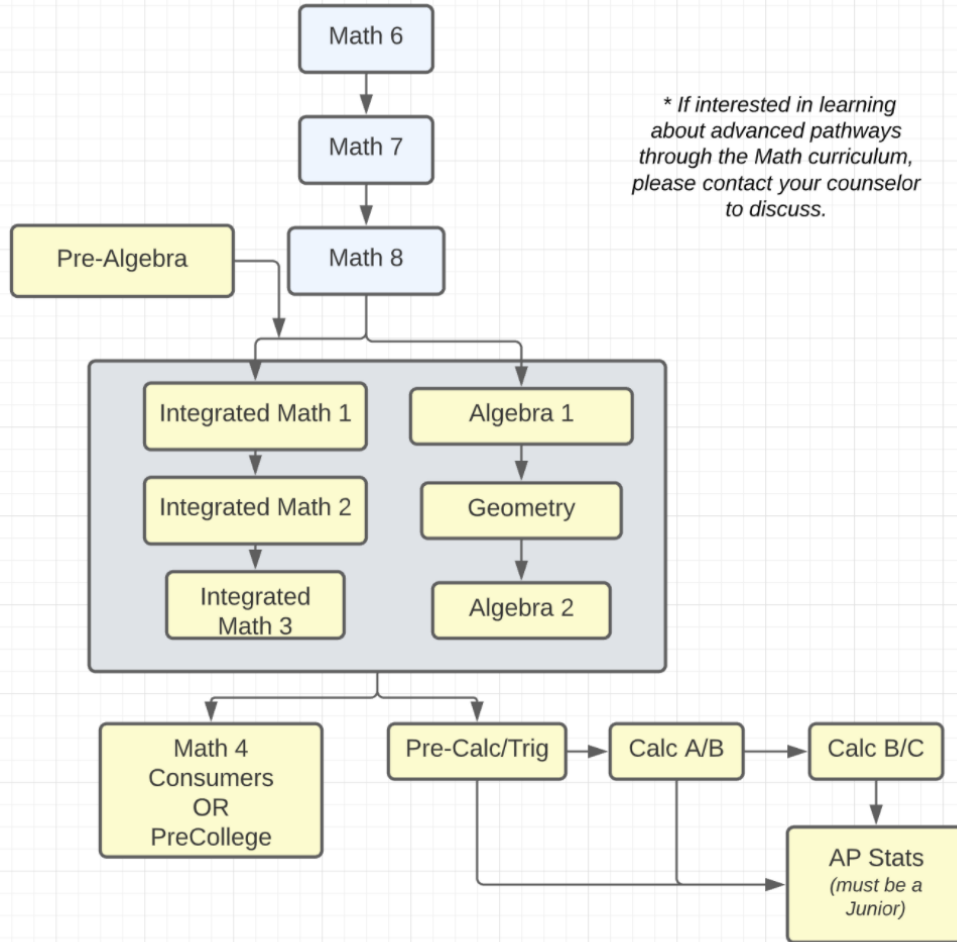 Math 6
* If interested in learning
about advanced pathways
through the Math curriculum,
please contact your counselor
to discuss.
Math 7
Pre-Algebra
Math 8
Integrated Math 1
Algebra 1
Integrated Math 2
Geometry
Integrated
Math 3
Algebra 2
Math 4
Consumers
OR
PreCollege
Pre-Calc/Trig
Calc A/B
Calc B/C
AP Stats
(must be a
Junior)